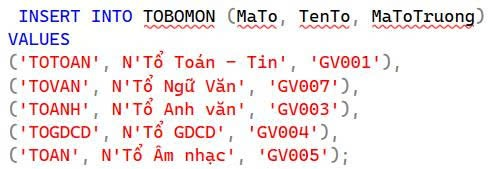 INSERT INTO TOBOMON (MaTo, TenTo, MaToTruong)
VALUES
('TOTOAN', N'Tổ Toán - Tin', 'GV001'),
('TOVAN', N'Tổ Ngữ Văn', 'GV007'),
('TOANH', N'Tổ Anh văn', 'GV003'),
('TOGDCD', N'Tổ GDCD', 'GV004'),
('TOAN', N'Tổ Âm nhạc', 'GV005');